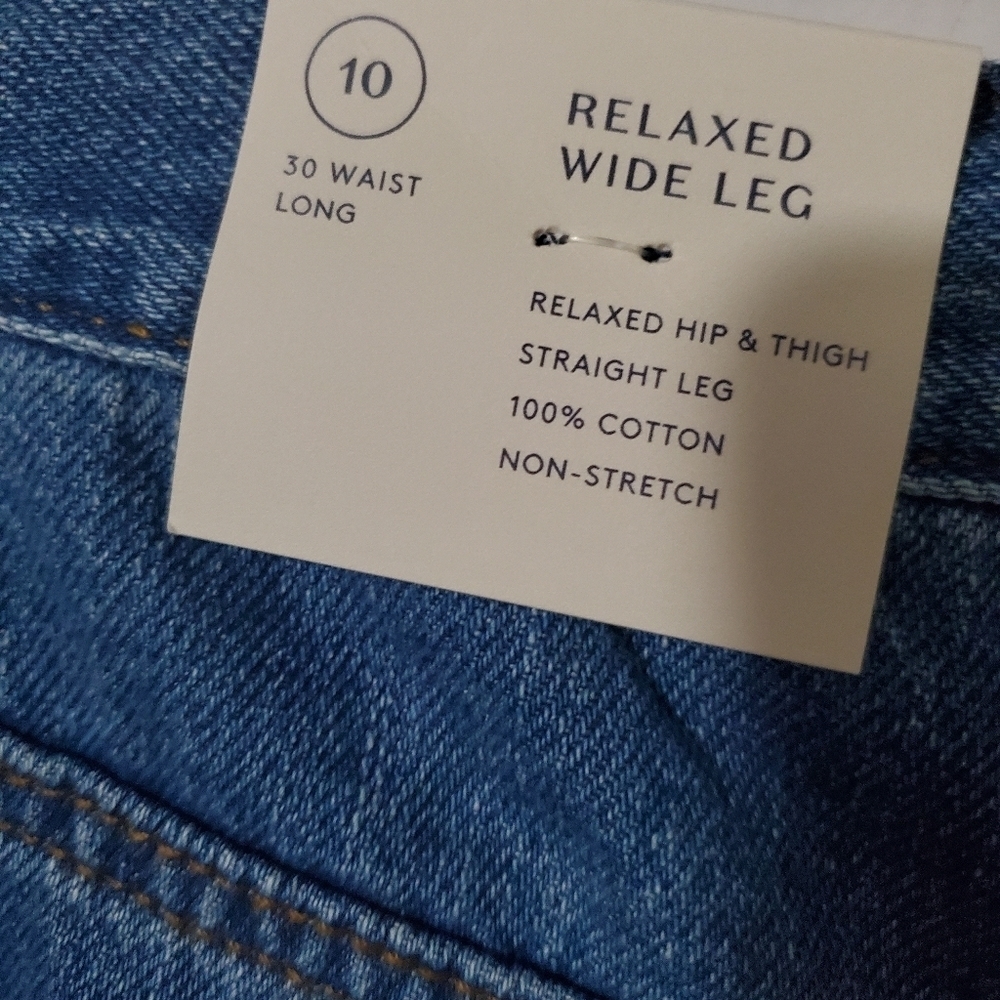 10
30 WAIST
LONG
RELAXED
WIDE LEG
RELAXED HIP & THIGH
STRAIGHT LEG
100% COTTON
NON-STRETCH